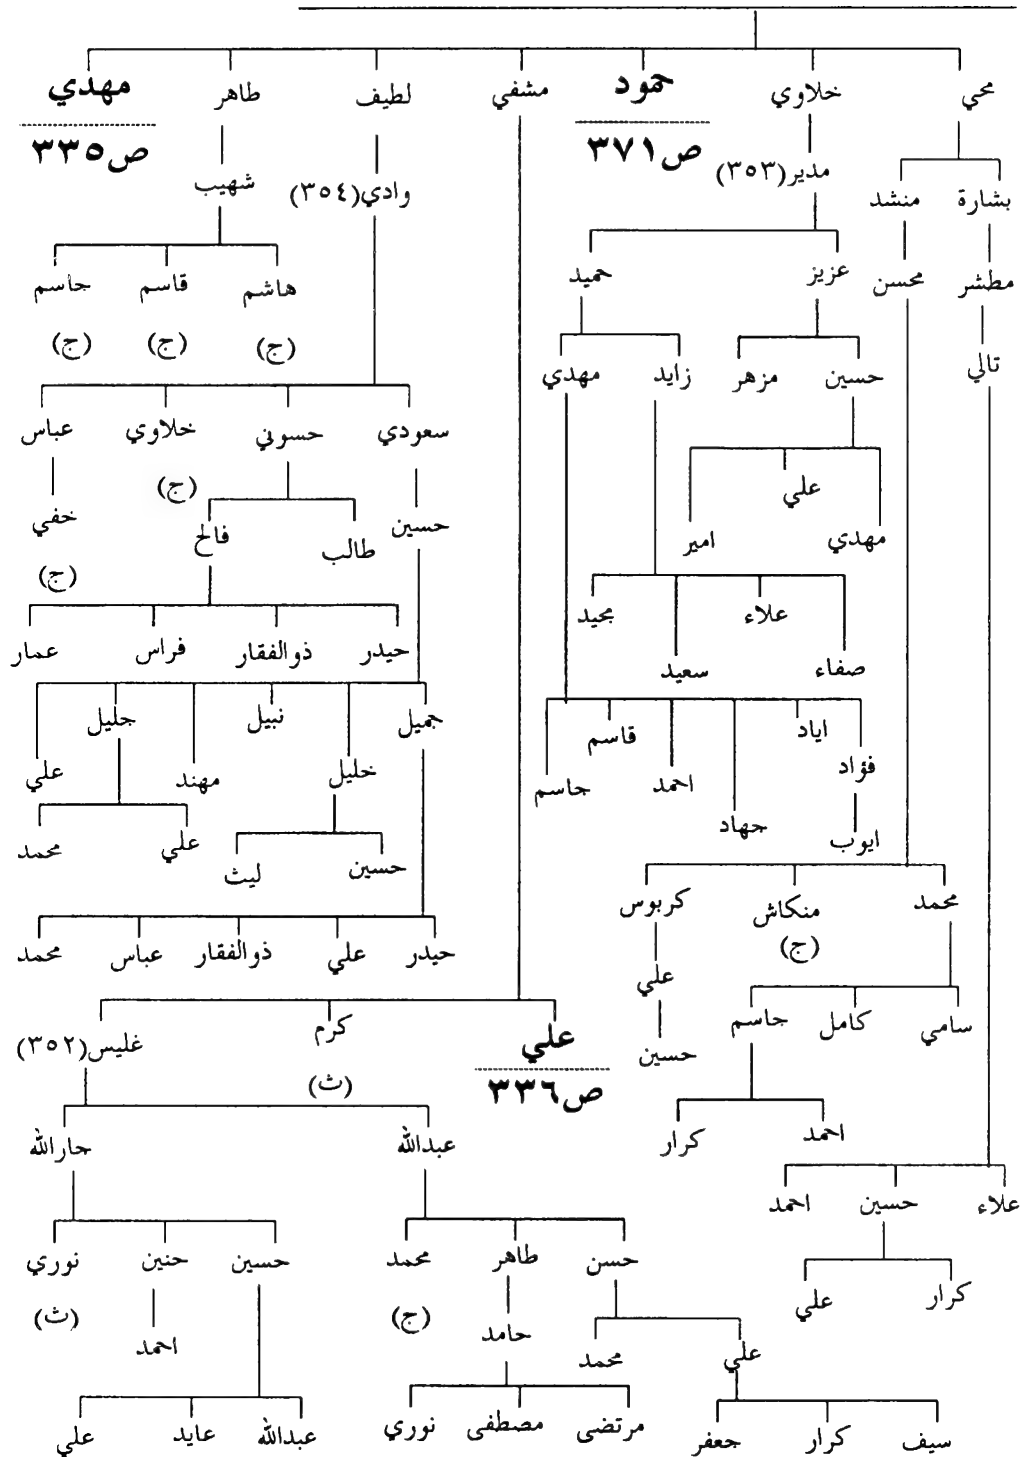 محي خلاوي حمود مشفي لطيف طاهر مهدي
ص٣٧١ ص٣٣٥
مدير(٣٥٣) وادي(٣٥٤) شهيب
بشارة منشد
مطشر محسن عزيز حميد هاشم قاسم جاسم
(ج) (ج) (ج)
تالي حسين مزهر زايد مهدي
سعودي حسوني خلاوي عباس
(ج)
علي
مهدي امير حسين طالب فالح خفي
(ج)
علاء مجيد
صفاء سعيد حيدر ذوالفقار فراس عمار
جميل نبيل جليل
اياد قاسم
فؤاد احمد جاسم خليل مهند علي
ايوب جهاد
علي محمد
حسين ليث
محمد منكاش كربوس
(ج)
حيدر علي ذوالفقار عباس محمد
علي
سامي كامل جاسم
حسين
علي كرم غليس(٣٥٢)
ص٣٣٦ (ث)
احمد كرار عبدالله جارالله
علاء حسين احمد
حسن طاهر محمد حسين حنين نوري
(ج) (ث)
كرار علي
حامد احمد
علي محمد
سيف كرار جعفر مرتضى مصطفى نوري عبدالله عايد علي